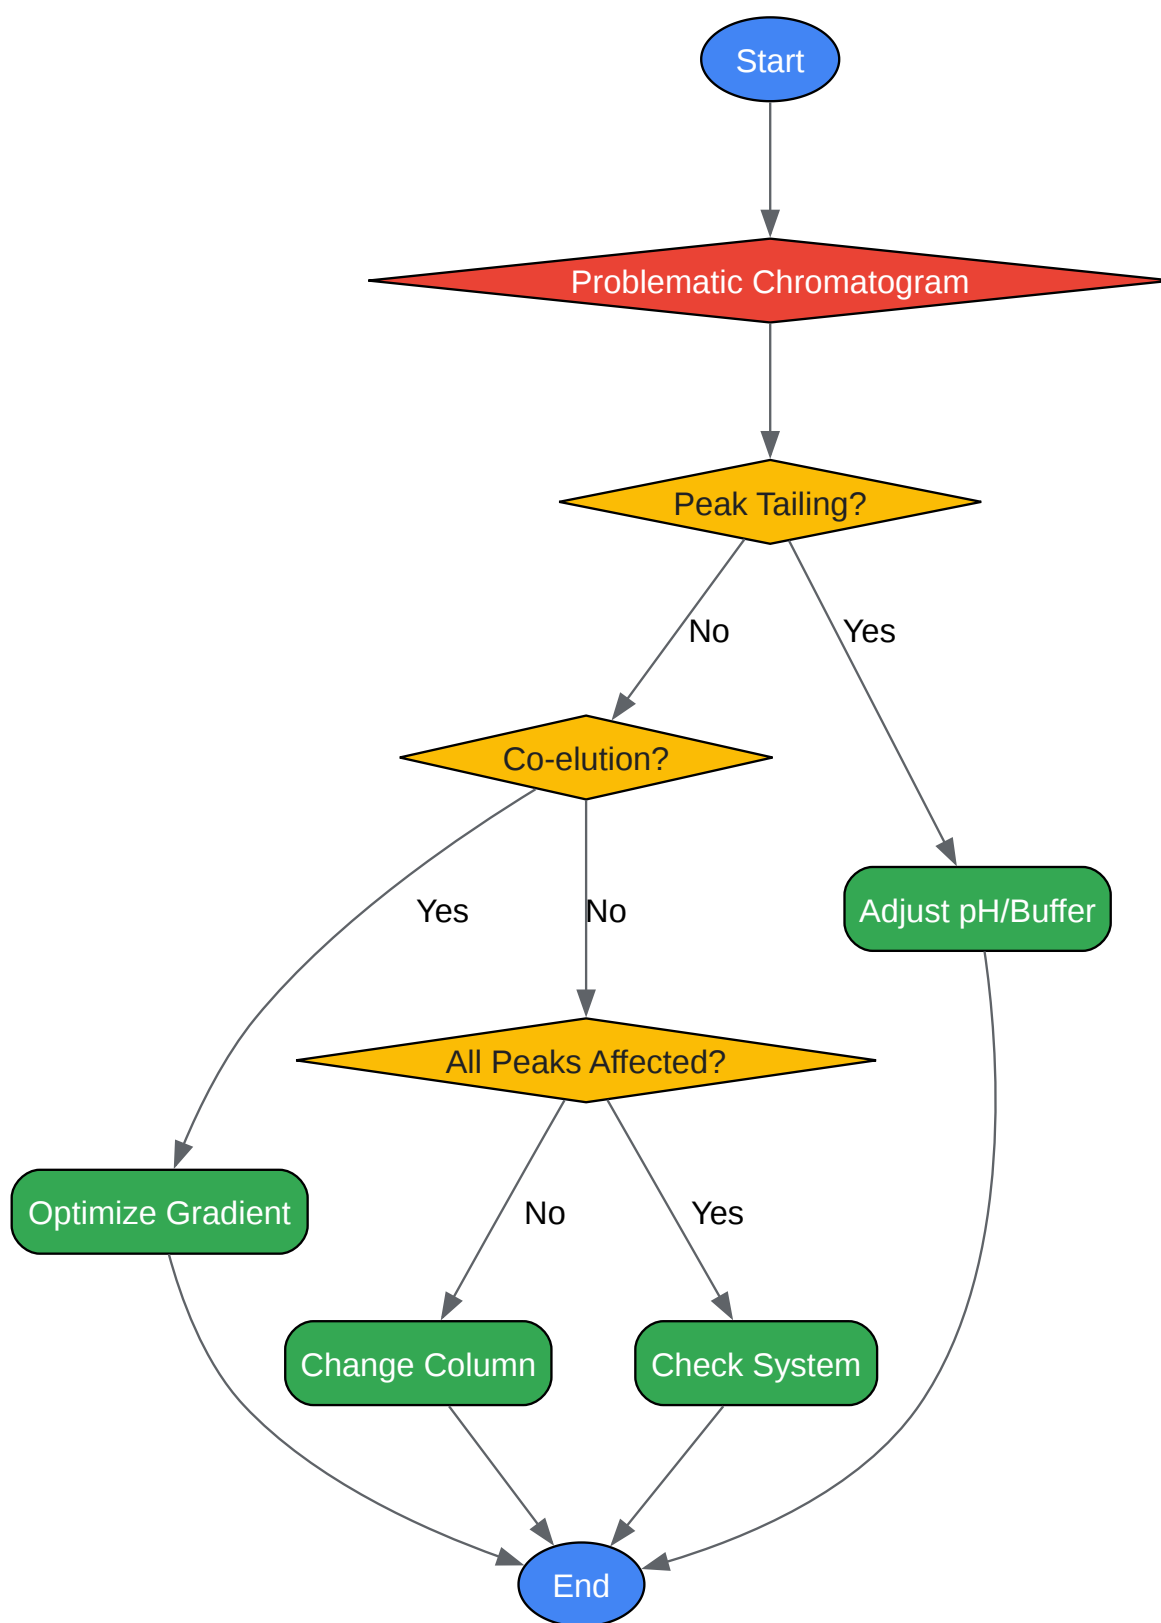 Start
Problematic Chromatogram
Peak Tailing?
No
Yes
Co-elution?
Yes
No
Adjust pH/Buffer
All Peaks Affected?
Optimize Gradient
No
Yes
Change Column
Check System
End